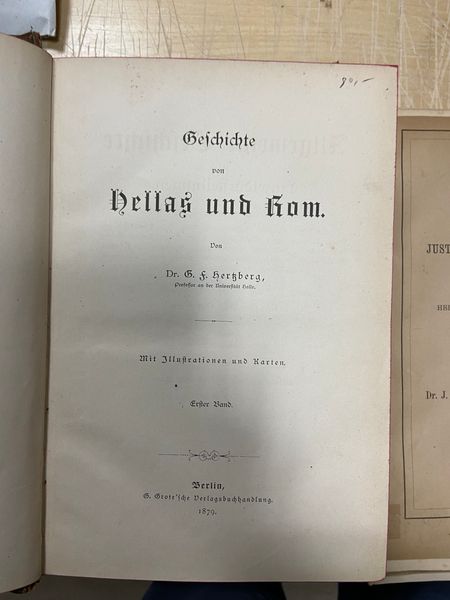 Geschichte
von
Hellas und Rom.
Von
Dr. G. F. Hertzberg,
Professor an der Universität Halle.
Mit Illustrationen und Karten.
Erster Band.
Berlin,
G. Grote'sche Verlagsbuchhandlung.
1879.
JUST
Dr. J.